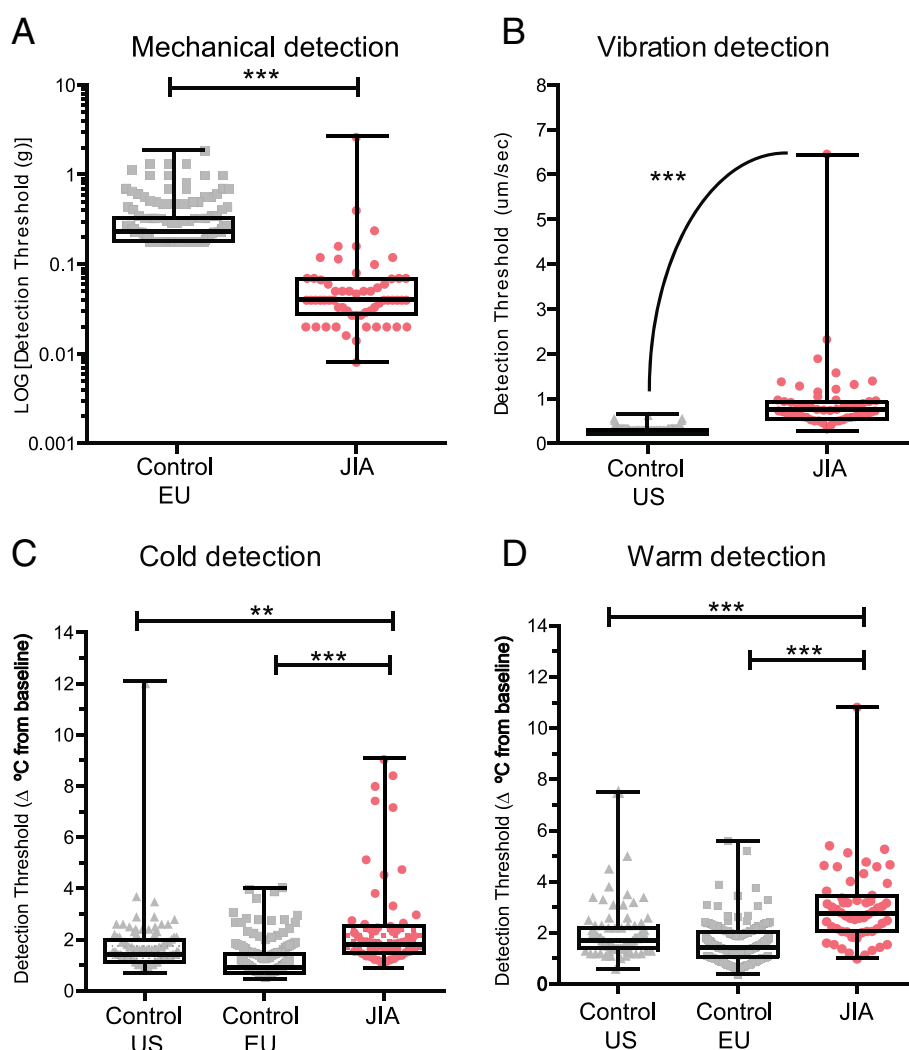 A
Mechanical detection
***
LOG [Detection Threshold (g)]
10
1
0.1
0.01
0.001
Control
EU
JIA
B
Vibration detection
***
Detection Threshold (um/sec)
8
7
6
5
4
3
2
1
0
Control
US
JIA
C
Cold detection
**
***
Detection Threshold (Δ ºC from baseline)
14
12
10
8
6
4
2
0
Control
US
Control
EU
JIA
D
Warm detection
***
***
Detection Threshold (Δ ºC from baseline)
14
12
10
8
6
4
2
0
Control
US
Control
EU
JIA